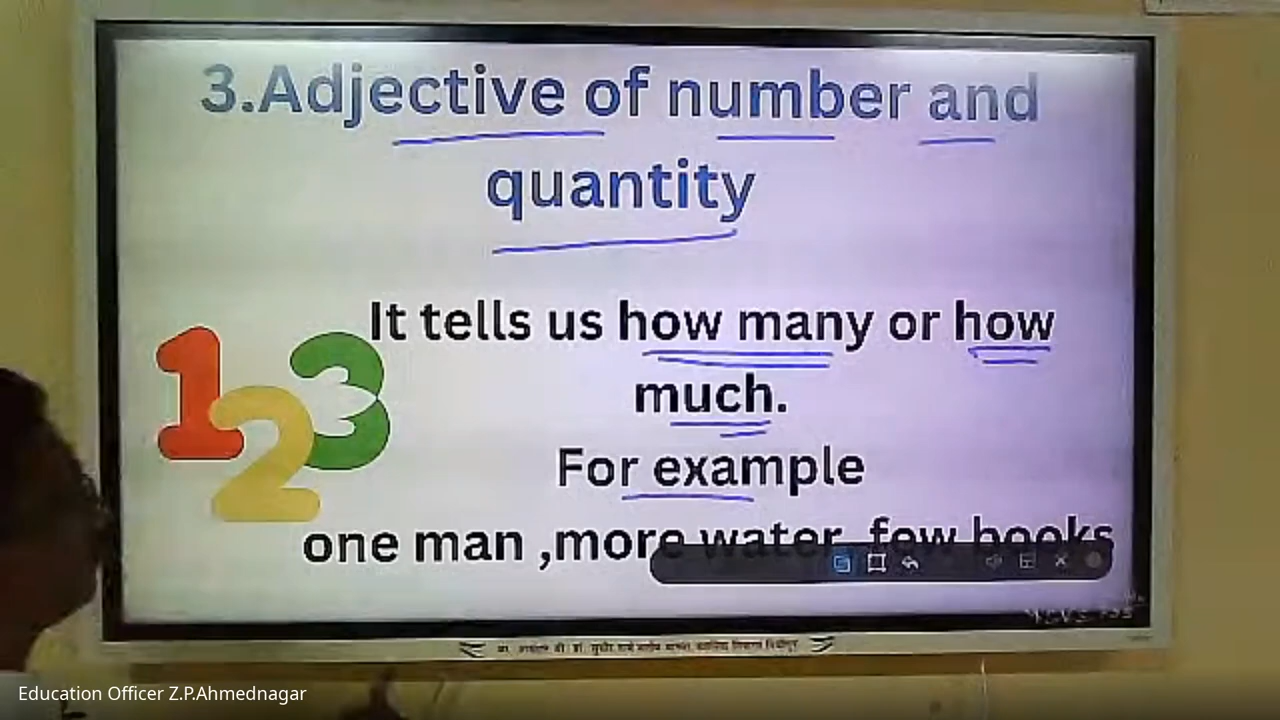 3.Adjective of number and
quantity
It tells us how many or how
much.
123
For example
one man ,more water, few books
Education Officer Z.P.Ahmednagar